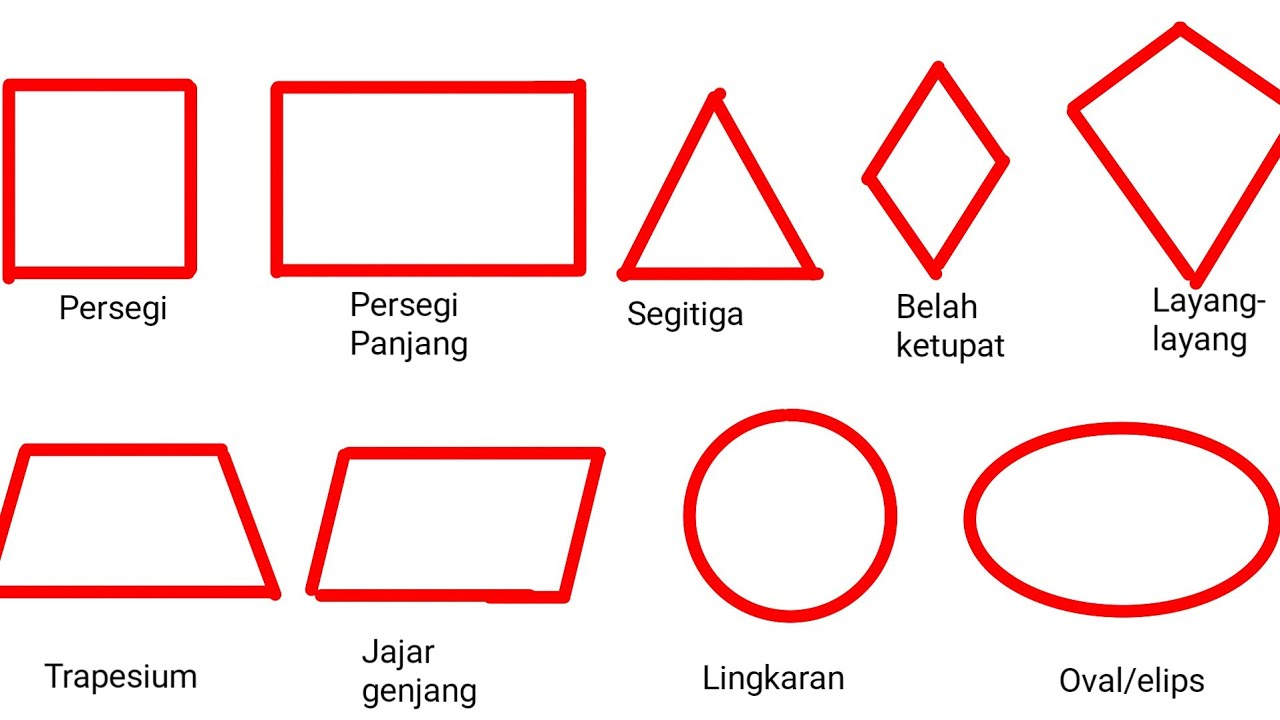 Persegi
Persegi
Panjang
Segitiga
Belah
ketupat
Layang-
layang
Trapesium
Jajar
genjang
Lingkaran
Oval/elips